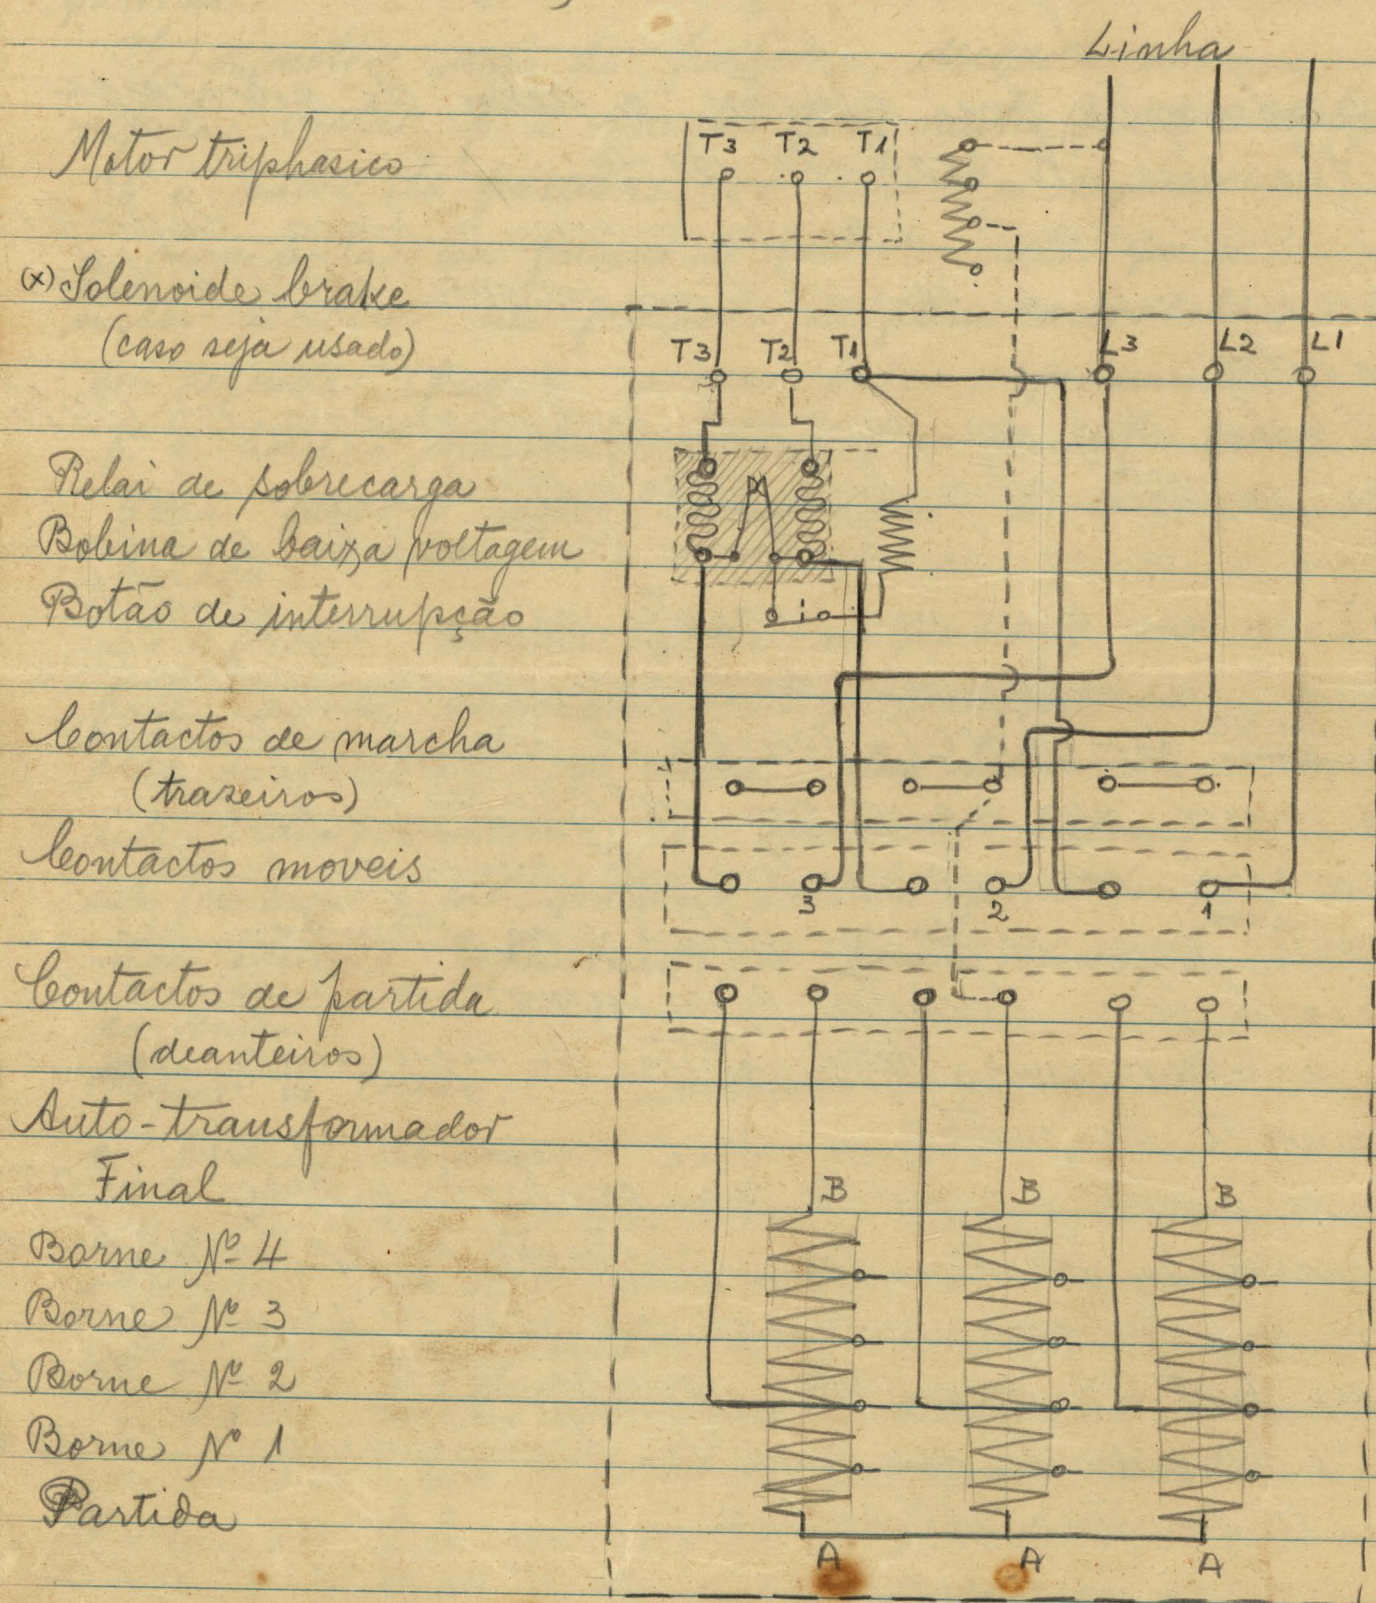 Linha
Motor triphasico
T3 T2 T1
(x) Solenoide brake
(caso seja usado)
T3 T2 T1 L3 L2 L1
Relai de sobrecarga
Bobina de baixa voltagem
Botão de interrupção
Contactos de marcha
(trazeiros)
Contactos moveis
3 2 1
Contactos de partida
(deanteiros)
Auto-transformador
Final
B B B
Borne Nº 4
Borne Nº 3
Borne Nº 2
Borne Nº 1
Partida
A A A